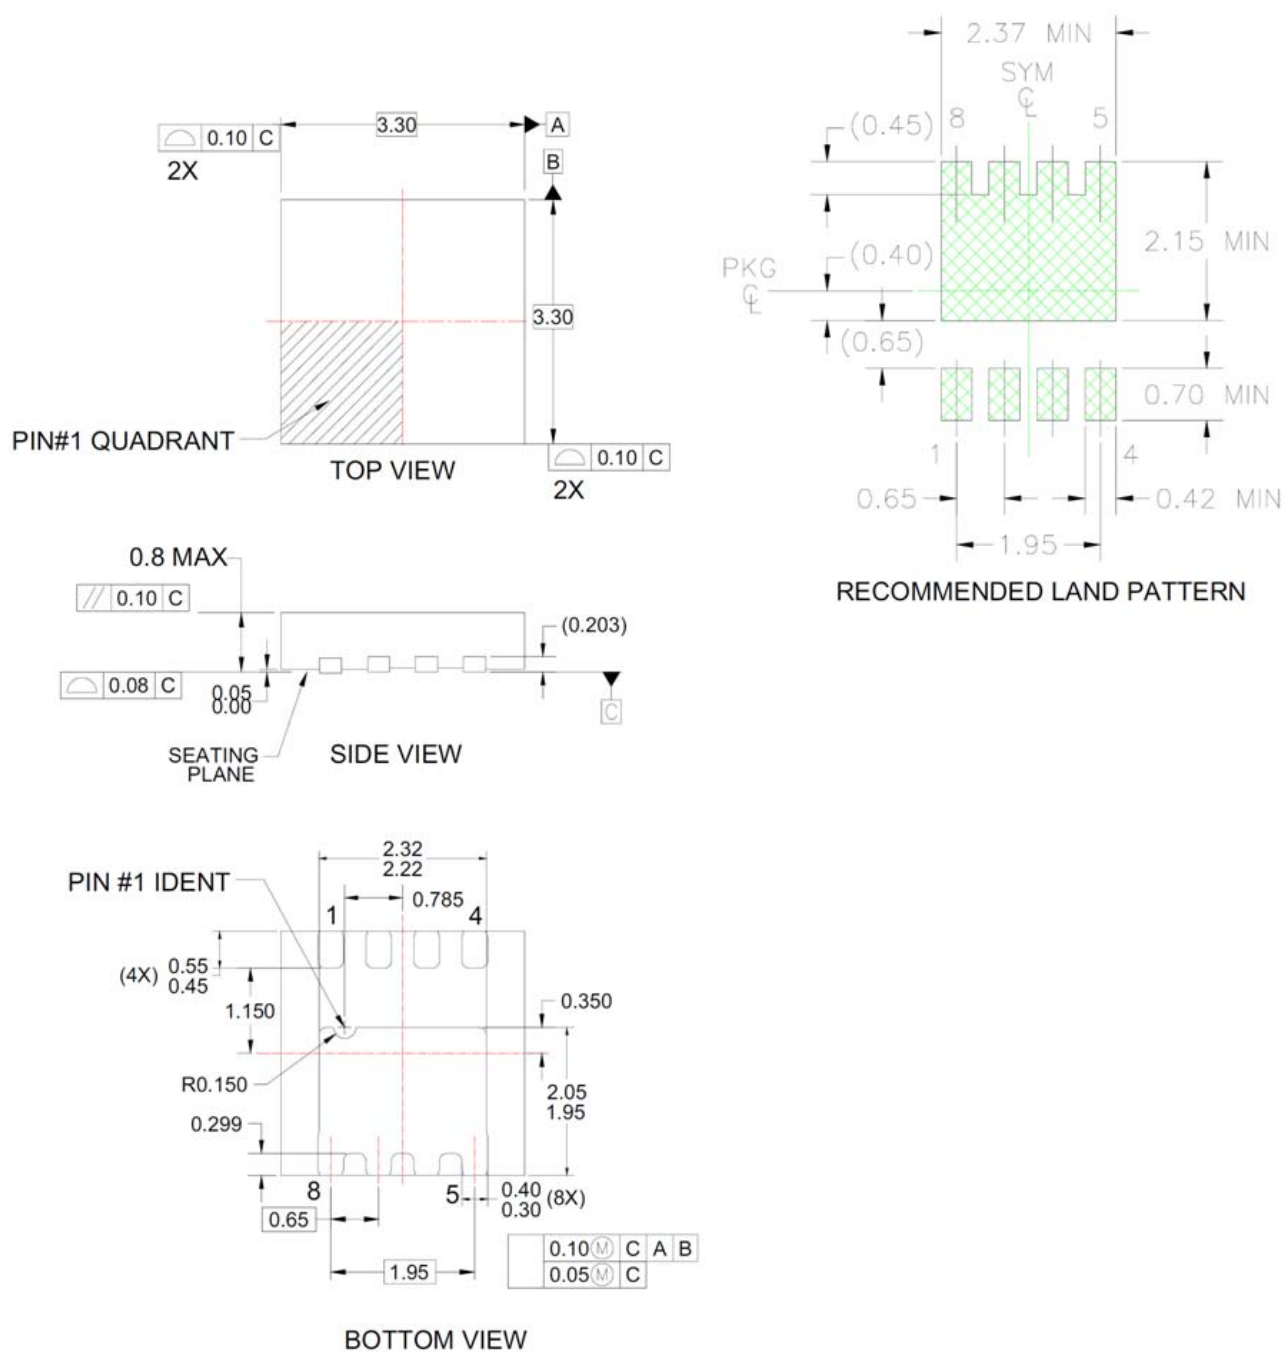 2.37 MIN
SYM
CL
0.10 C
2X
3.30
A
B
(0.45)
8
5
(0.40)
2.15 MIN
PKG
CL
3.30
(0.65)
0.70 MIN
PIN#1 QUADRANT
TOP VIEW
0.10 C
2X
1
4
0.65
0.42 MIN
1.95
RECOMMENDED LAND PATTERN
0.8 MAX
// 0.10 C
(0.203)
0.08 C
0.05
0.00
C
SEATING
PLANE
SIDE VIEW
2.32
2.22
PIN #1 IDENT
0.785
1
4
(4X) 0.55
0.45
1.150
0.350
R0.150
2.05
1.95
0.299
8
5
0.40
0.30 (8X)
0.65
1.95
0.10 M C A B
0.05 M C
BOTTOM VIEW